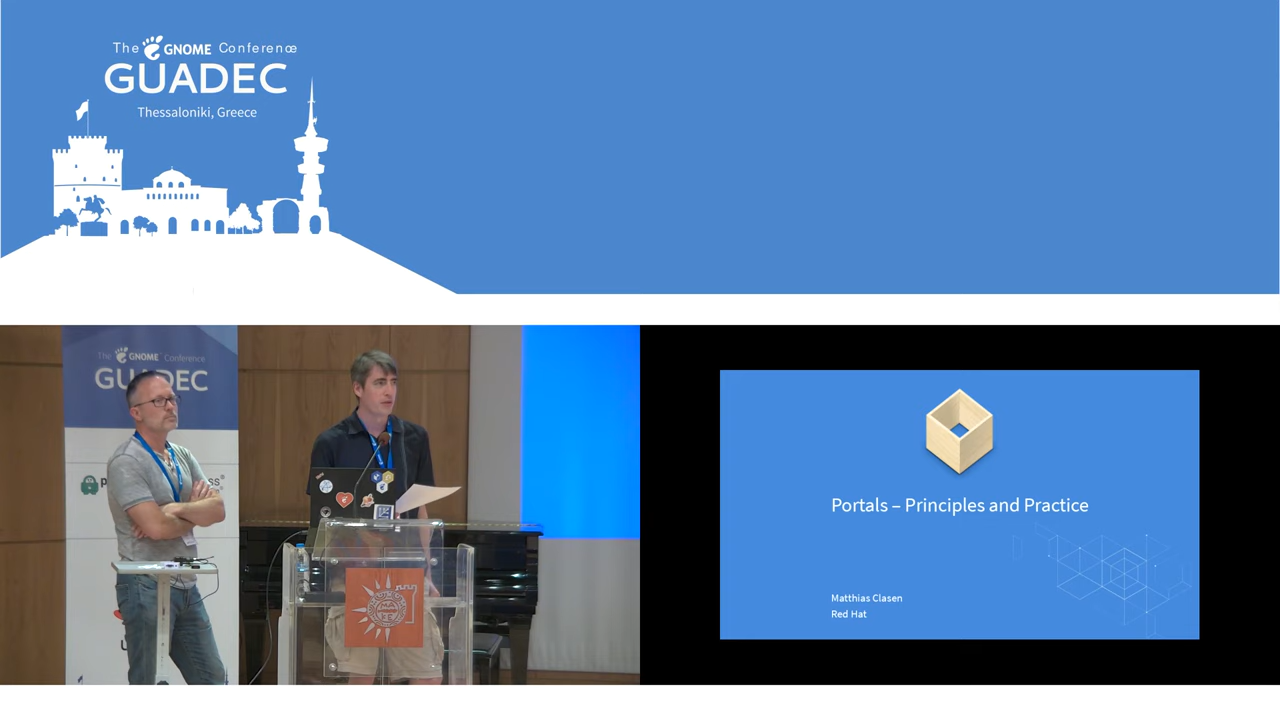 The GNOME Conference
GUADEC
Thessaloniki, Greece
The GNOME Conference
GUADEC
Portals – Principles and Practice
Matthias Clasen
Red Hat